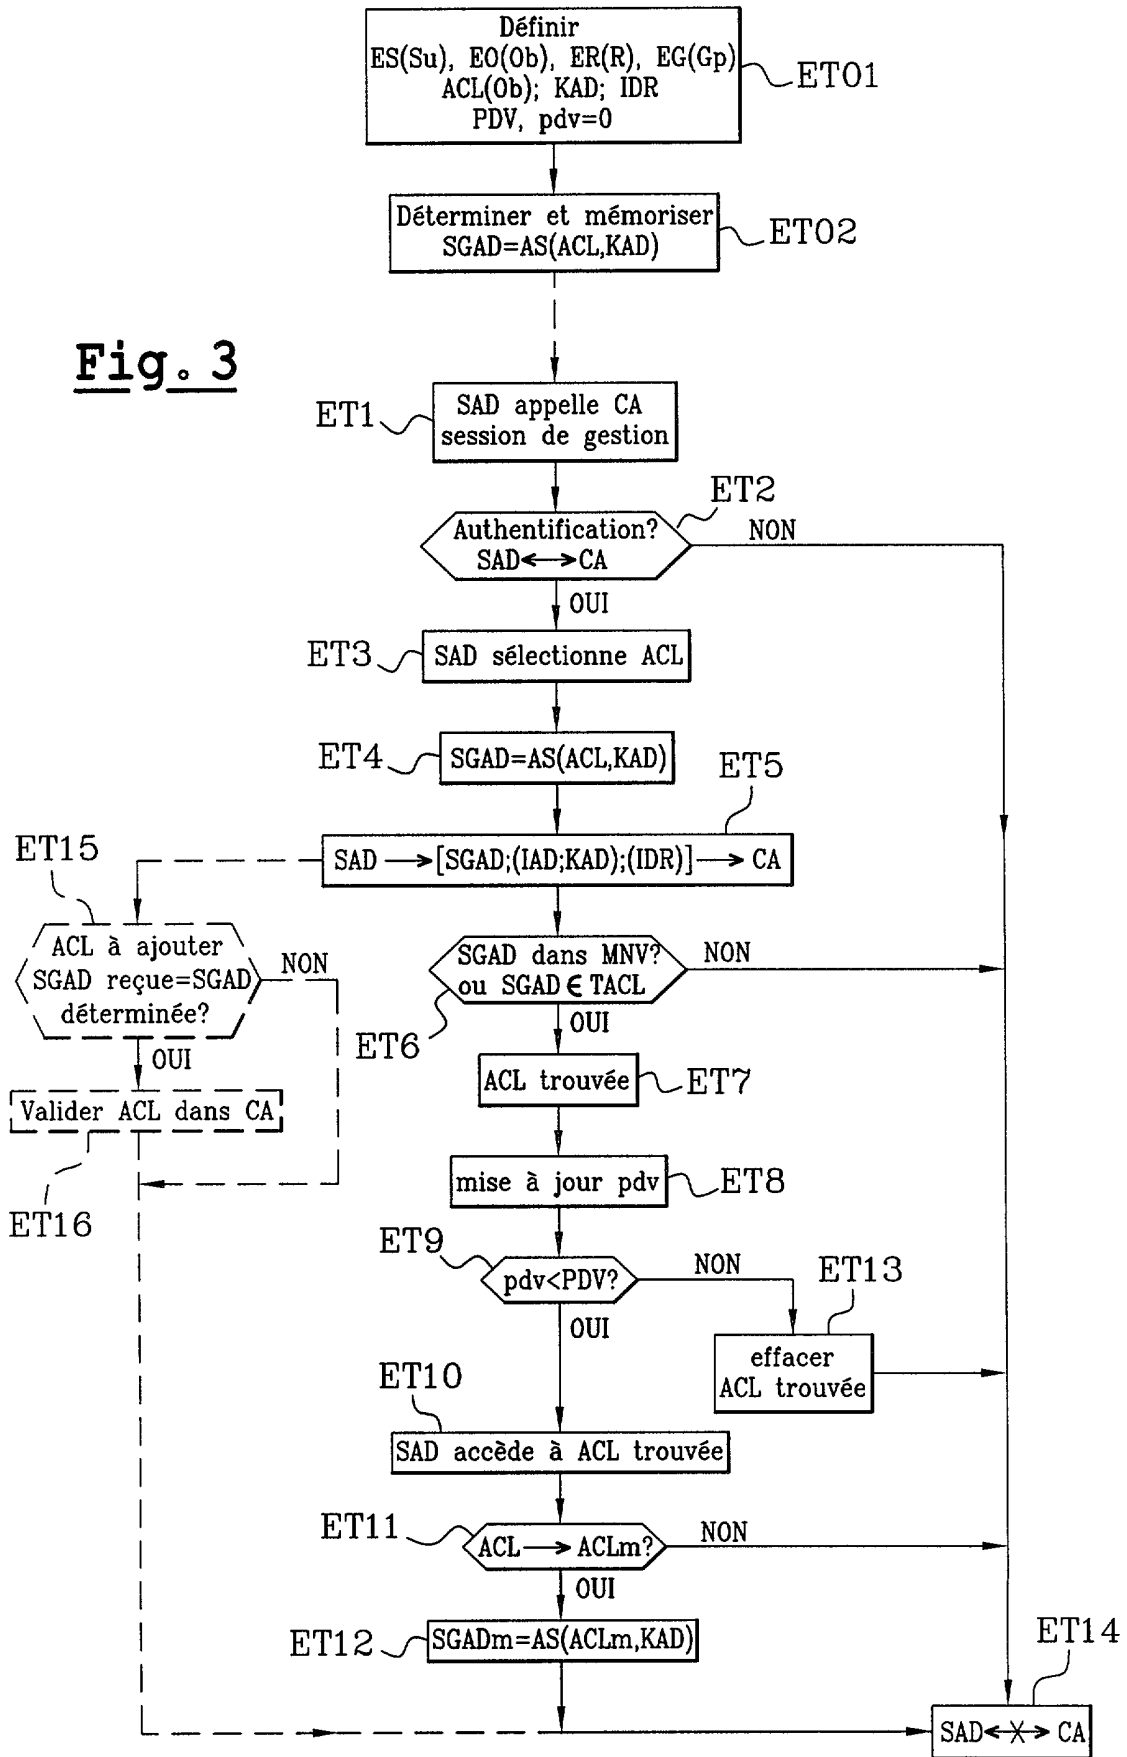 Définir
ES(Su), EO(Ob), ER(R), EG(Gp)
ACL(Ob); KAD; IDR
PDV, pdv=0
ET01
Déterminer et mémoriser
SGAD=AS(ACL,KAD)
ET02
Fig. 3
ET1
SAD appelle CA
session de gestion
ET2
Authentification?
SAD⟷CA
NON
OUI
ET3
SAD sélectionne ACL
ET4
SGAD=AS(ACL,KAD)
ET5
SAD → [SGAD;(IAD;KAD);(IDR)] → CA
ET15
ACL à ajouter
SGAD reçue=SGAD
déterminée?
NON
OUI
Valider ACL dans CA
ET16
SGAD dans MNV?
ou SGAD ∈ TACL
NON
ET6
OUI
ACL trouvée
ET7
mise à jour pdv
ET8
ET9
pdv<PDV?
NON
OUI
ET13
effacer
ACL trouvée
ET10
SAD accède à ACL trouvée
ET11
ACL → ACLm?
NON
OUI
ET12
SGADm=AS(ACLm,KAD)
ET14
SAD<-X->CA